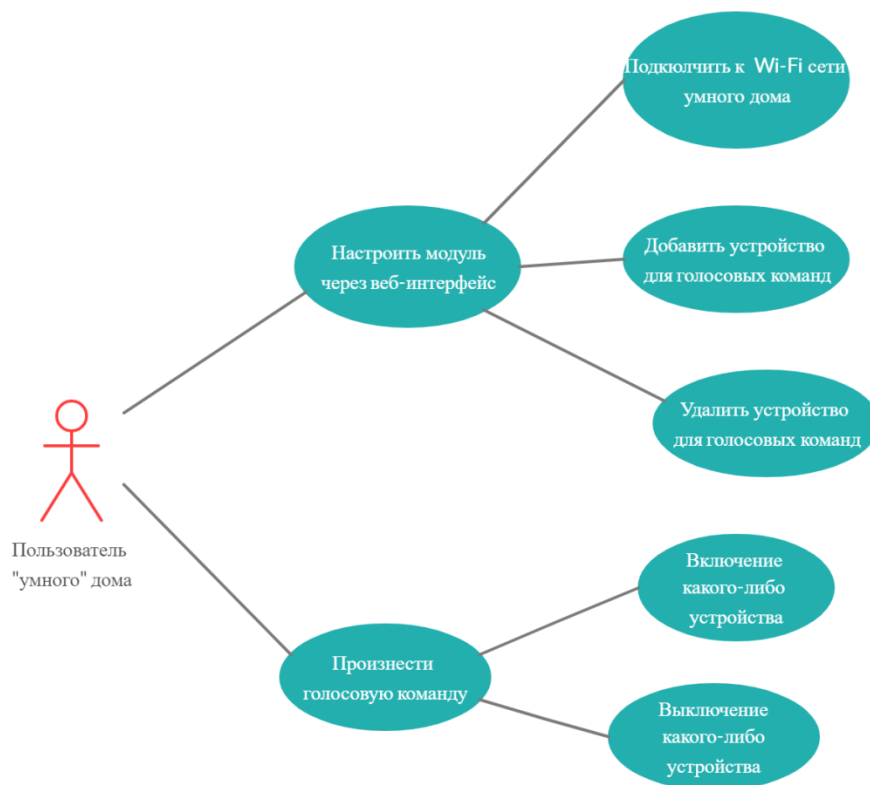 Подкюлчить к Wi-Fi сети
умного дома
Настроить модуль
через веб-интерфейс
Добавить устройство
для голосовых команд
Удалить устройство
для голосовых команд
Пользователь
"умного" дома
Включение
какого-либо
устройства
Произнести
голосовую команду
Выключение
какого-либо
устройства